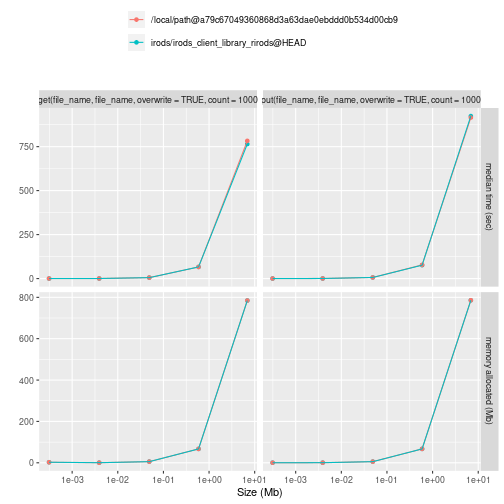 /local/path@a79c67049360868d3a63dae0ebddd0b534d00cb9
irods/irods_client_library_rirods@HEAD
get(file_name, file_name, overwrite = TRUE, count = 1000
out(file_name, file_name, overwrite = TRUE, count = 1000
750
500
250
0
median time (sec)
800
600
400
200
0
memory allocated (Mb)
1e-03 1e-02 1e-01 1e+00 1e+01 1e-03 1e-02 1e-01 1e+00 1e+01
Size (Mb)